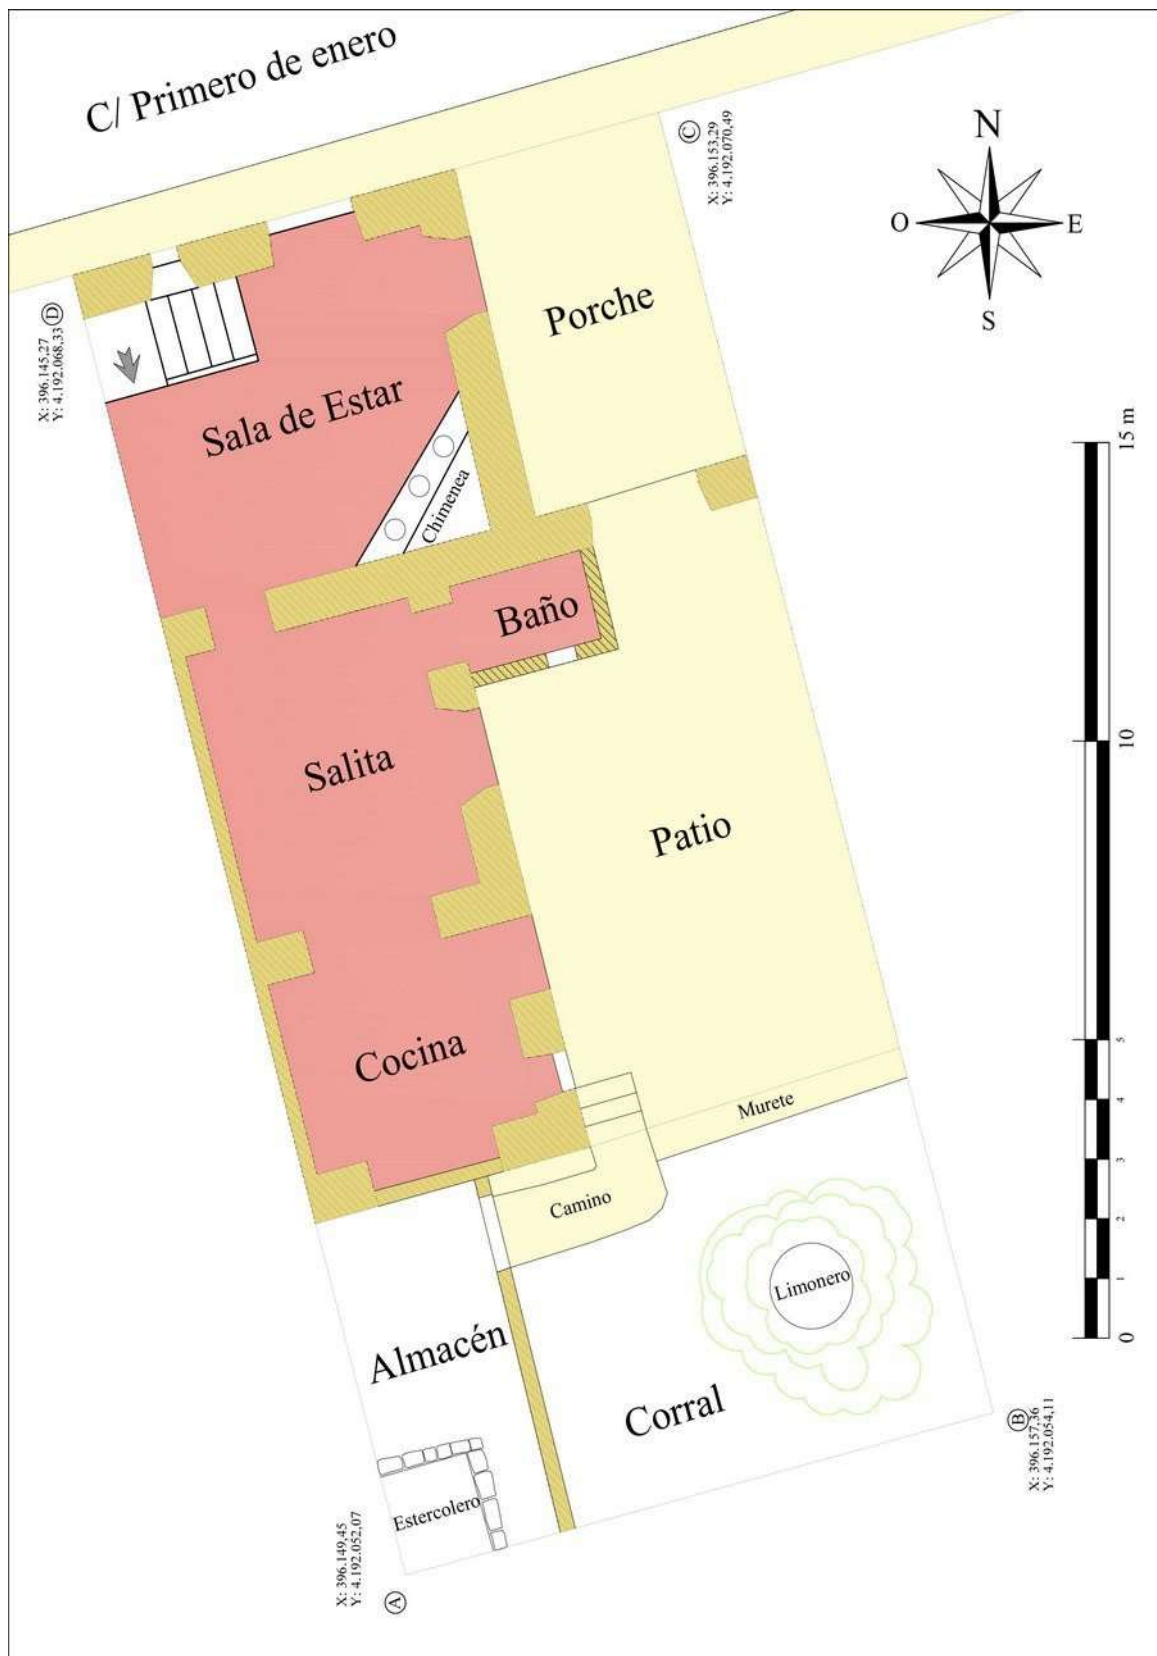 C/ Primero de enero
N
O
E
S
C
X: 396.153,29
Y: 4.192.070,49
X: 396.145,27
Y: 4.192.068,33
D
Porche
Sala de Estar
Chimenea
15 m
Baño
Salita
10
Patio
Cocina
5
5
4
Murete
3
Camino
2
1
Limonero
0
Almacén
Corral
B
X: 396.157,36
Y: 4.192.054,11
Estercolero
X: 396.149,45
Y: 4.192.052,07
A